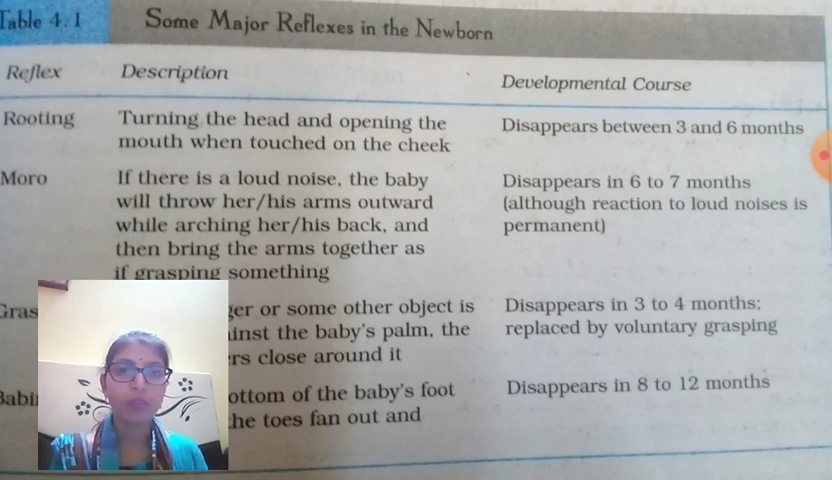 Table 4.1 Some Major Reflexes in the Newborn
Reflex Description Developmental Course
Rooting Turning the head and opening the Disappears between 3 and 6 months
mouth when touched on the cheek
Moro If there is a loud noise, the baby Disappears in 6 to 7 months
will throw her/his arms outward (although reaction to loud noises is
while arching her/his back, and permanent)
then bring the arms together as
if grasping something
or some other object is Disappears in 3 to 4 months;
the baby's palm, the replaced by voluntary grasping
close around it
of the baby's foot Disappears in 8 to 12 months
toes fan out and